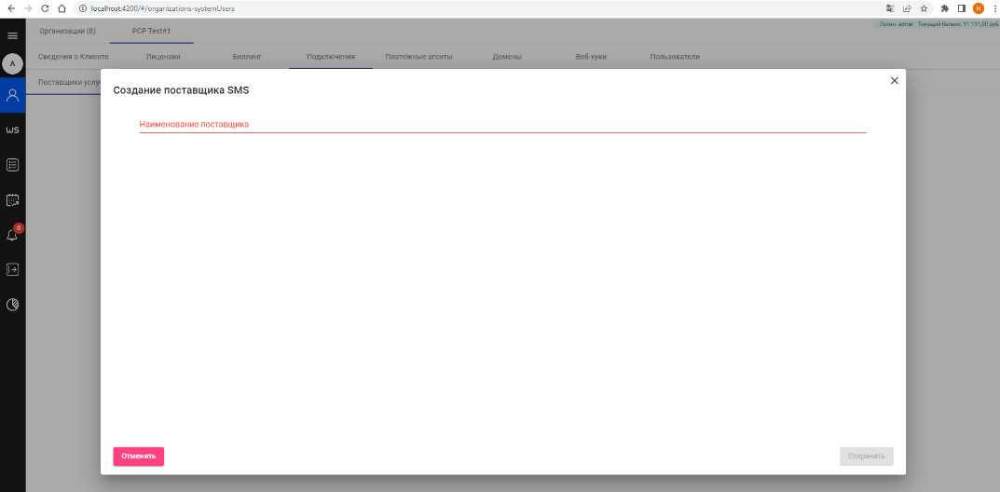 localhost:4200/#/organizations-systemUsers
H
Логин: admin Текущий баланс: 11 111,00 руб.
Организации (8) PCP Test#1
A
Сведения о Клиенте Лицензии Биллинг Подключения Платежные агенты Домены Веб-хуки Пользователи
Поставщики услуг
Создание поставщика SMS
Наименование поставщика
WS
0
Отменить Сохранить